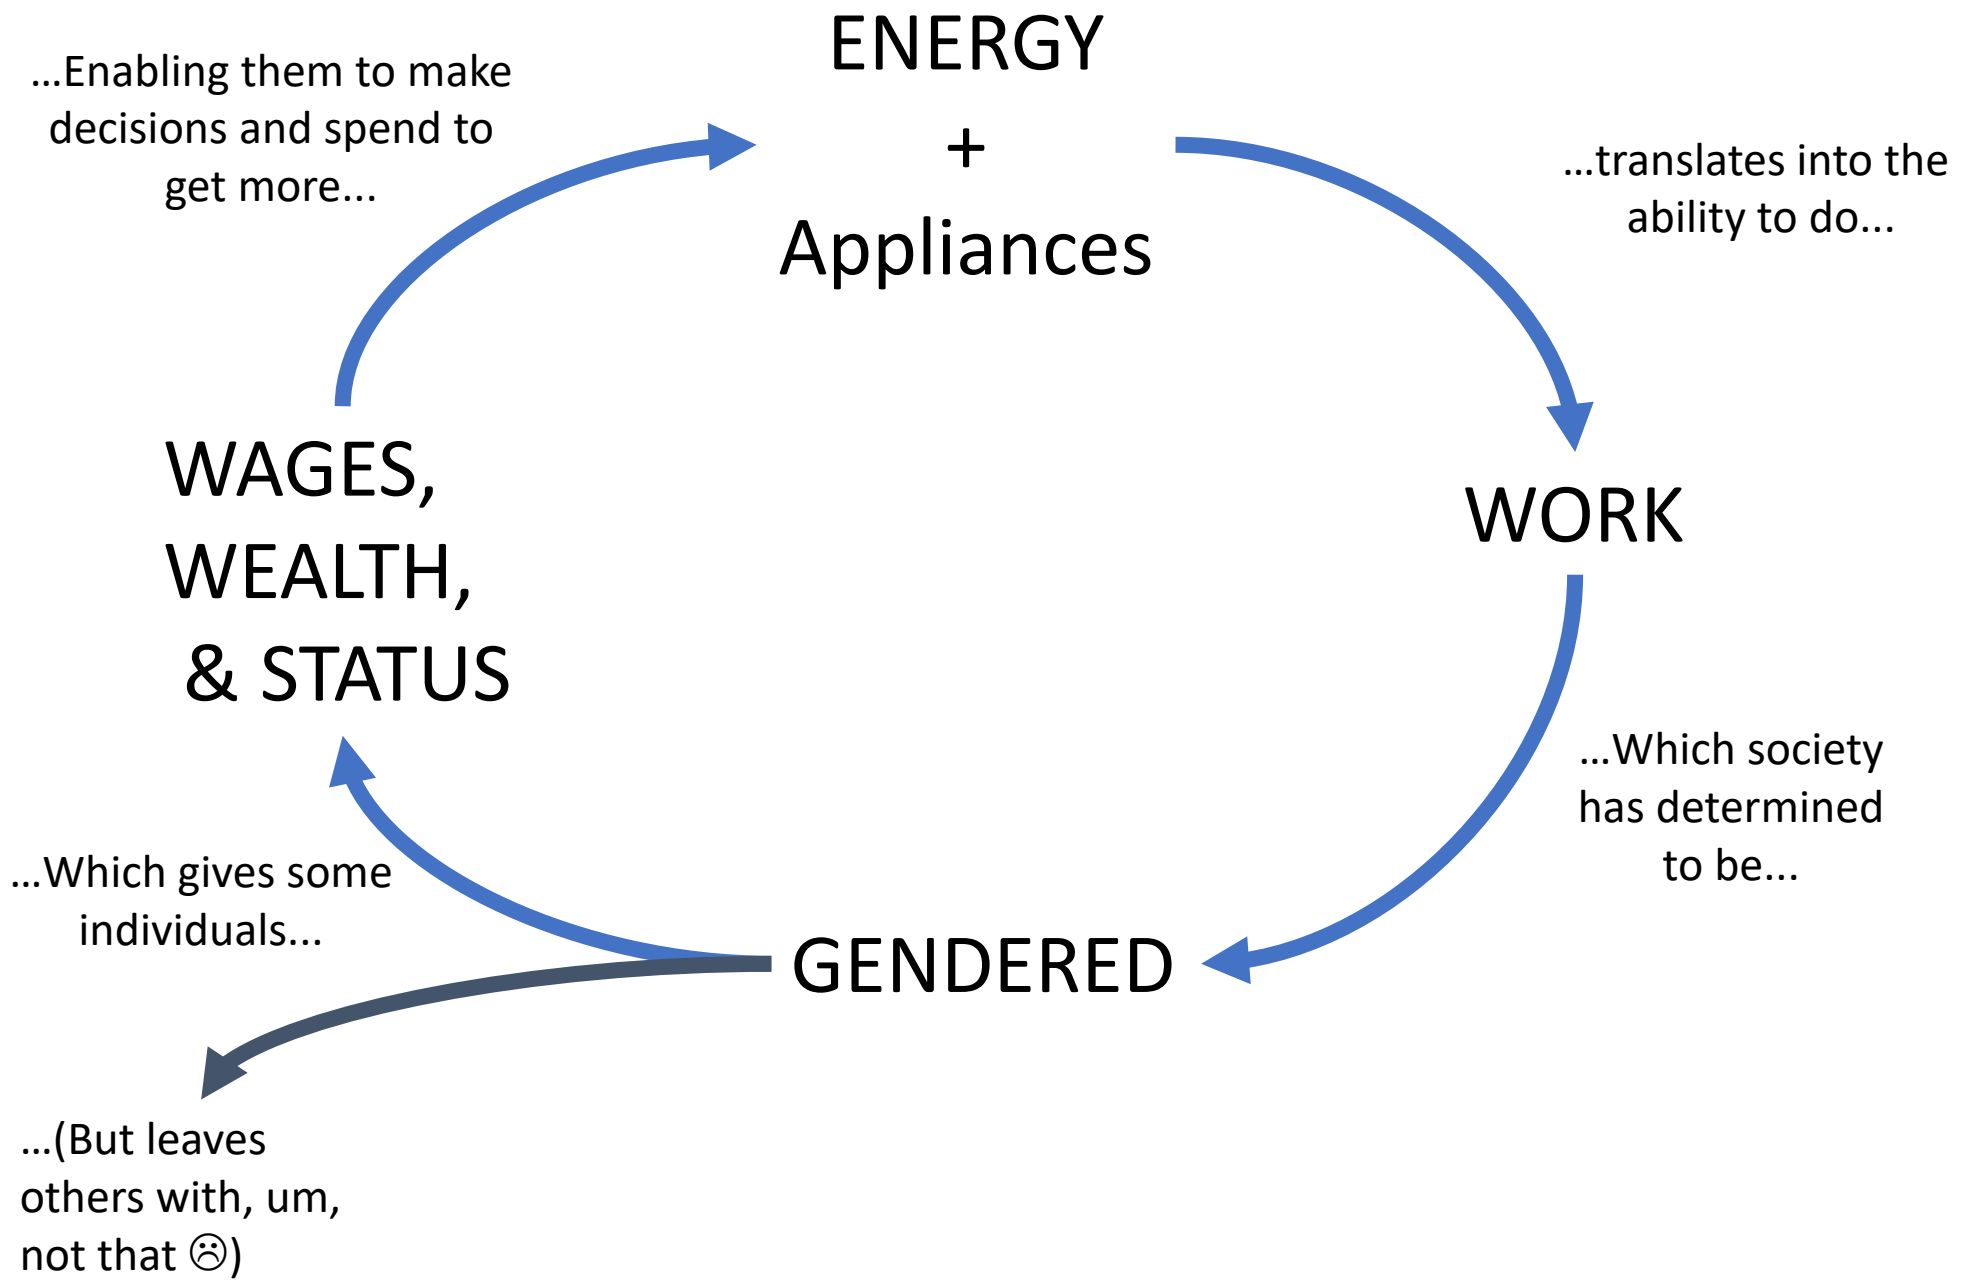 ENERGY
+
Appliances
...translates into the
ability to do...
WORK
...Which society
has determined
to be...
GENDERED
...Which gives some
individuals...
...(But leaves
others with, um,
not that ☹)
WAGES,
WEALTH,
& STATUS
...Enabling them to make
decisions and spend to
get more...